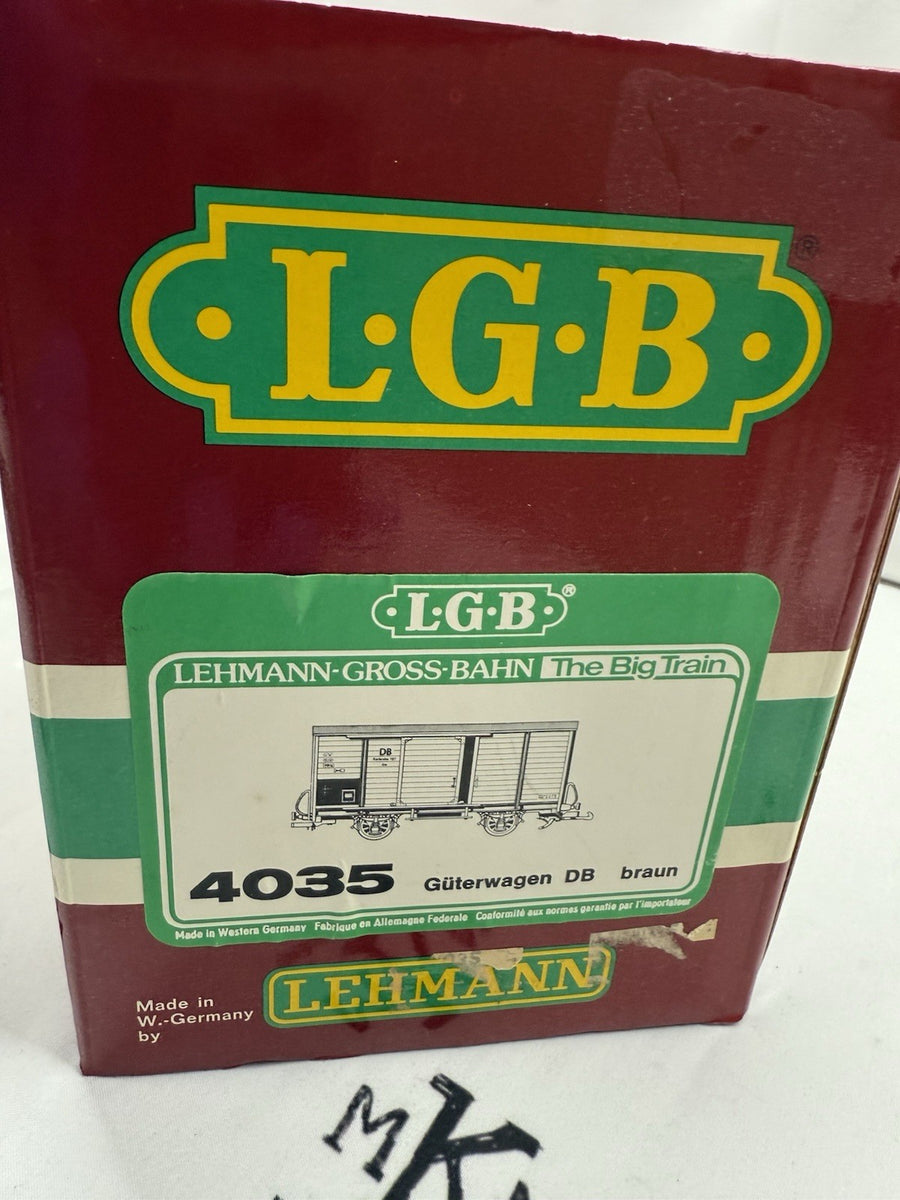 L·G·B®
L·G·B®
LEHMANN-GROSS-BAHN The Big Train
DB
4035 Güterwagen DB braun
Made in Western Germany Fabrique en Allemagne Federale Conformité aux normes garantie par l'importateur
LEHMANN
Made in
W.-Germany
by
MK